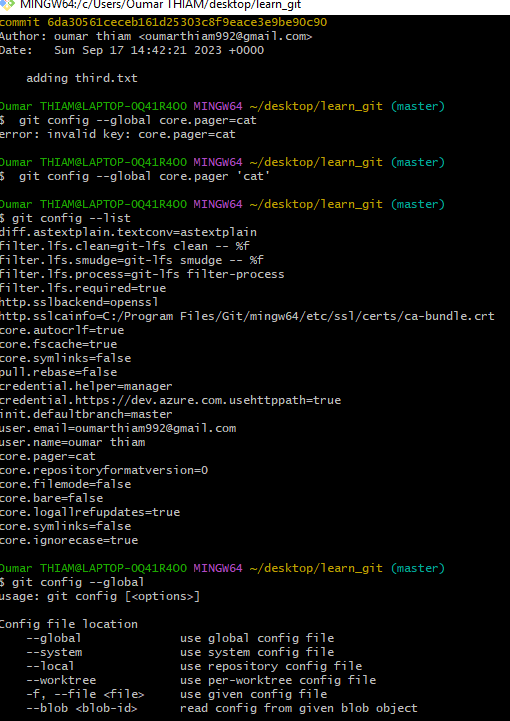 MINGW64:/c/Users/Oumar THIAM/desktop/learn_git
commit 6da30561ceceb161d25303c8f9eace3e9be90c90
Author: oumar thiam <oumarthiam992@gmail.com>
Date:   Sun Sep 17 14:42:21 2023 +0000

    adding third.txt

Oumar THIAM@LAPTOP-0Q41R4OO MINGW64 ~/desktop/learn_git (master)
$  git config --global core.pager=cat
error: invalid key: core.pager=cat

Oumar THIAM@LAPTOP-0Q41R4OO MINGW64 ~/desktop/learn_git (master)
$  git config --global core.pager 'cat'

Oumar THIAM@LAPTOP-0Q41R4OO MINGW64 ~/desktop/learn_git (master)
$ git config --list
diff.astextplain.textconv=astextplain
filter.lfs.clean=git-lfs clean -- %f
filter.lfs.smudge=git-lfs smudge -- %f
filter.lfs.process=git-lfs filter-process
filter.lfs.required=true
http.sslbackend=openssl
http.sslcainfo=C:/Program Files/Git/mingw64/etc/ssl/certs/ca-bundle.crt
core.autocrlf=true
core.fscache=true
core.symlinks=false
pull.rebase=false
credential.helper=manager
credential.https://dev.azure.com.usehttppath=true
init.defaultbranch=master
user.email=oumarthiam992@gmail.com
user.name=oumar thiam
core.pager=cat
core.repositoryformatversion=0
core.filemode=false
core.bare=false
core.logallrefupdates=true
core.symlinks=false
core.ignorecase=true

Oumar THIAM@LAPTOP-0Q41R4OO MINGW64 ~/desktop/learn_git (master)
$ git config --global
usage: git config [<options>]

Config file location
    --global              use global config file
    --system              use system config file
    --local               use repository config file
    --worktree            use per-worktree config file
    -f, --file <file>     use given config file
    --blob <blob-id>      read config from given blob object